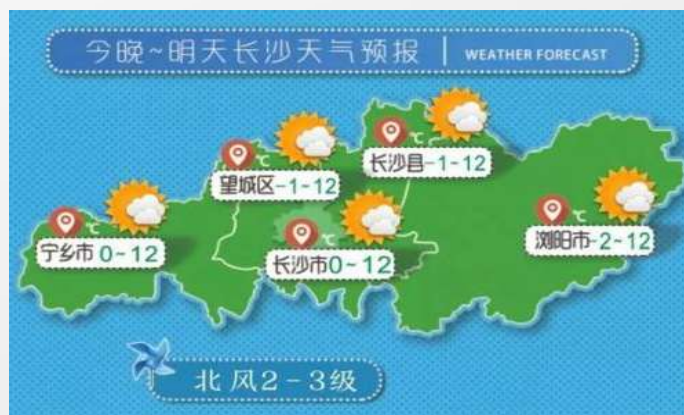 今晚~明天长沙天气预报 | WEATHER FORECAST
℃
长沙县-1~12
℃
望城区-1~12
℃
宁乡市 0~12
℃
长沙市0~12
℃
浏阳市-2~12
北风2-3级